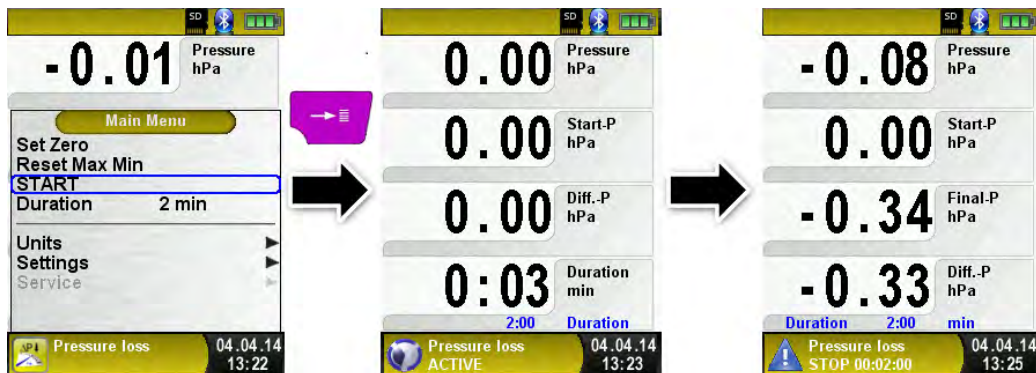 SD
-0.01 Pressure
hPa
Main Menu
Set Zero
Reset Max Min
START
Duration 2 min
Units
Settings
Service
ΔP↓ Pressure loss 04.04.14
13:22
SD
0.00 Pressure
hPa
0.00 Start-P
hPa
0.00 Diff.-P
hPa
0:03 Duration
min
2:00 Duration
Pressure loss 04.04.14
ACTIVE 13:23
SD
-0.08 Pressure
hPa
0.00 Start-P
hPa
-0.34 Final-P
hPa
-0.33 Diff.-P
hPa
Duration 2:00 min
Pressure loss 04.04.14
STOP 00:02:00 13:25